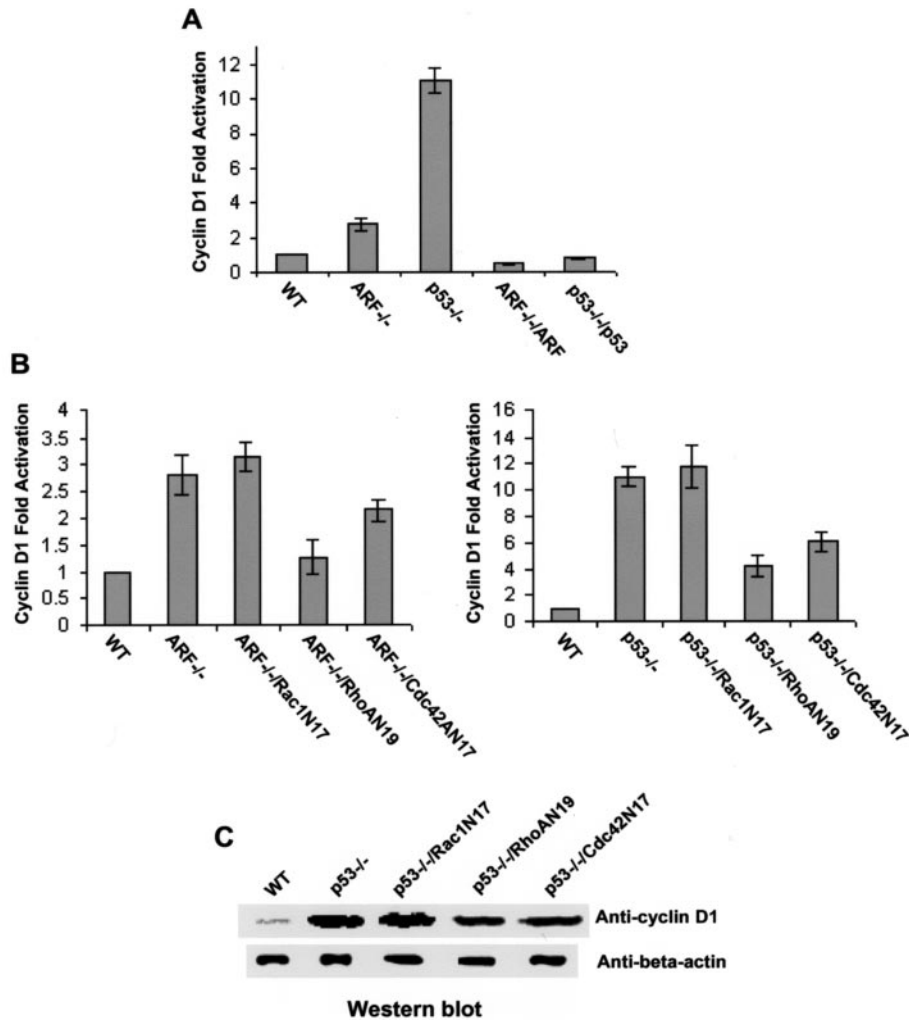 A
Cyclin D1 Fold Activation
12
10
8
6
4
2
0
WT
ARF-/-
p53-/-
ARF-/-/ARF
p53-/-/p53
B
Cyclin D1 Fold Activation
4
3.5
3
2.5
2
1.5
1
0.5
0
WT
ARF-/-
ARF-/-/Rac1N17
ARF-/-/RhoAN19
ARF-/-/Cdc42AN17
Cyclin D1 Fold Activation
16
14
12
10
8
6
4
2
0
WT
p53-/-
p53-/-/Rac1N17
p53-/-/RhoAN19
p53-/-/Cdc42N17
C
WT
p53-/-
p53-/-/Rac1N17
p53-/-/RhoAN19
p53-/-/Cdc42N17
Anti-cyclin D1
Anti-beta-actin
Western blot